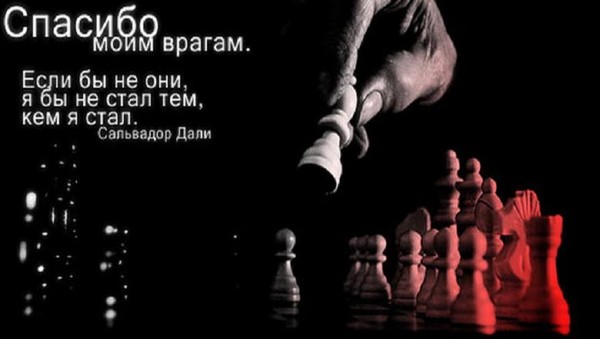 Спасибо
моим врагам.
Если бы не они,
я бы не стал тем,
кем я стал.
Сальвадор Дали